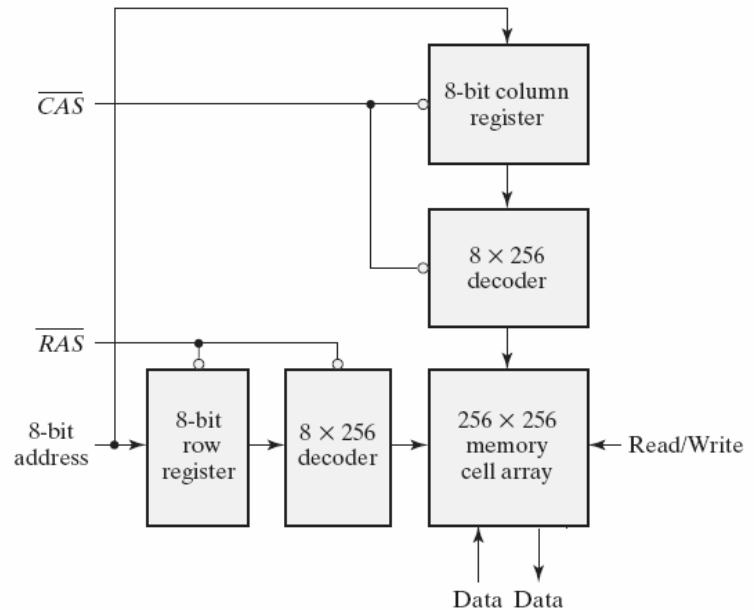 8-bit column
register
CAS
8 × 256
decoder
RAS
8-bit
address
8-bit
row
register
8 × 256
decoder
256 × 256
memory
cell array
Read/Write
Data Data